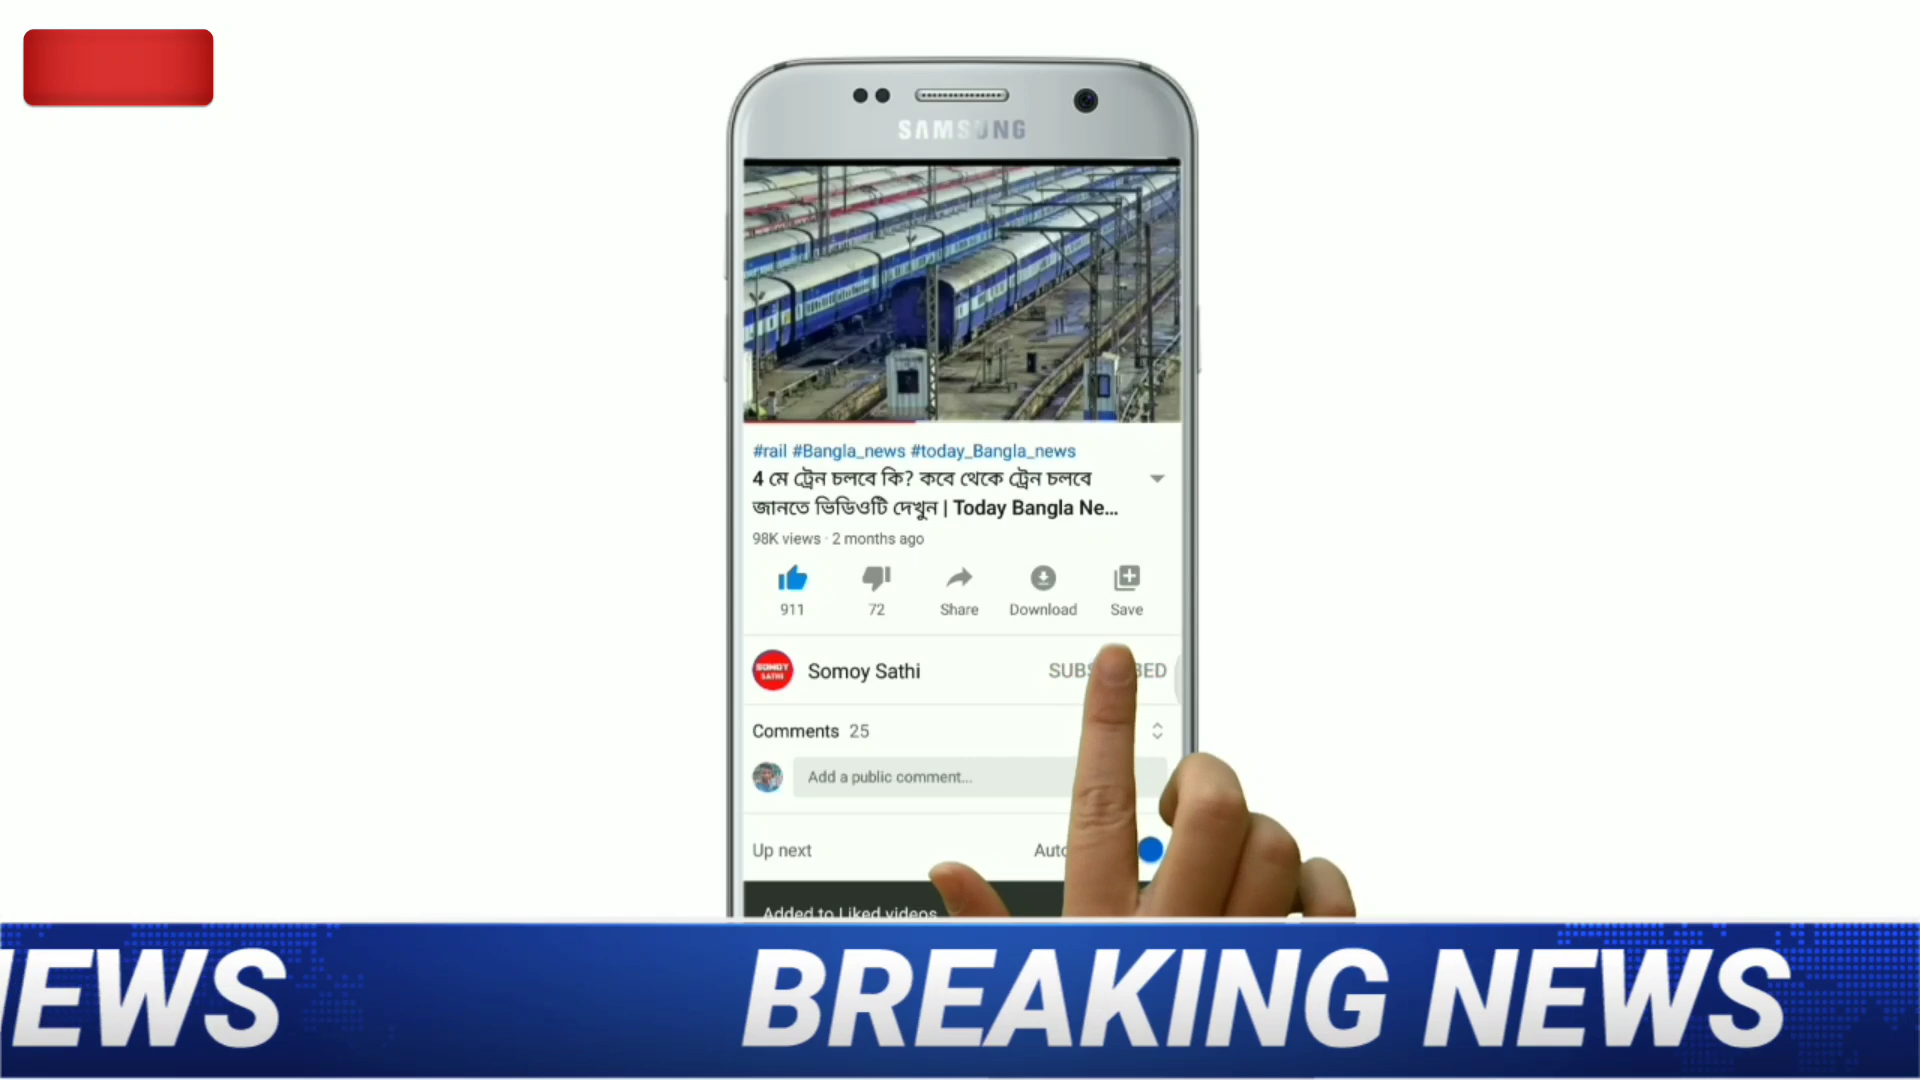 SAMSUNG
#rail #Bangla_news #today_Bangla_news
4 মে ট্রেন চলবে কি? কবে থেকে ট্রেন চলবে
জানতে ভিডিওটি দেখুন | Today Bangla Ne...
98K views · 2 months ago
911
72
Share
Download
Save
SOMOY
SATHI
Somoy Sathi
Comments 25
Add a public comment...
Up next
Added to Liked videos
EWS
BREAKING NEWS